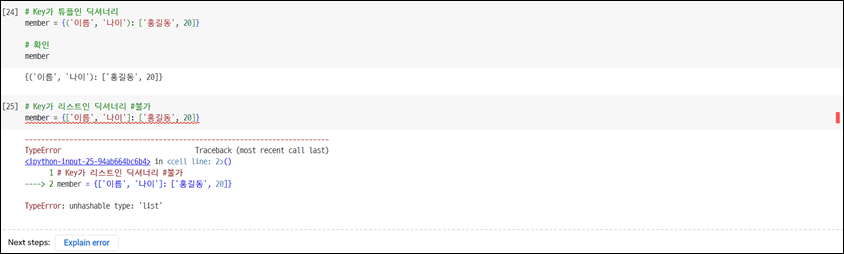 [24] # Key가 튜플인 딕셔너리
member = {('이름', '나이'): ['홍길동', 20]}
# 확인
member
{('이름', '나이'): ['홍길동', 20]}
[25] # Key가 리스트인 딕셔너리 #불가
member = {['이름', '나이']: ['홍길동', 20]}
---------------------------------------------------------------------------
TypeError Traceback (most recent call last)
<ipython-input-25-94ab664bc6b4> in <cell line: 2>()
1 # Key가 리스트인 딕셔너리 #불가
----> 2 member = {['이름', '나이']: ['홍길동', 20]}
TypeError: unhashable type: 'list'
Next steps: Explain error